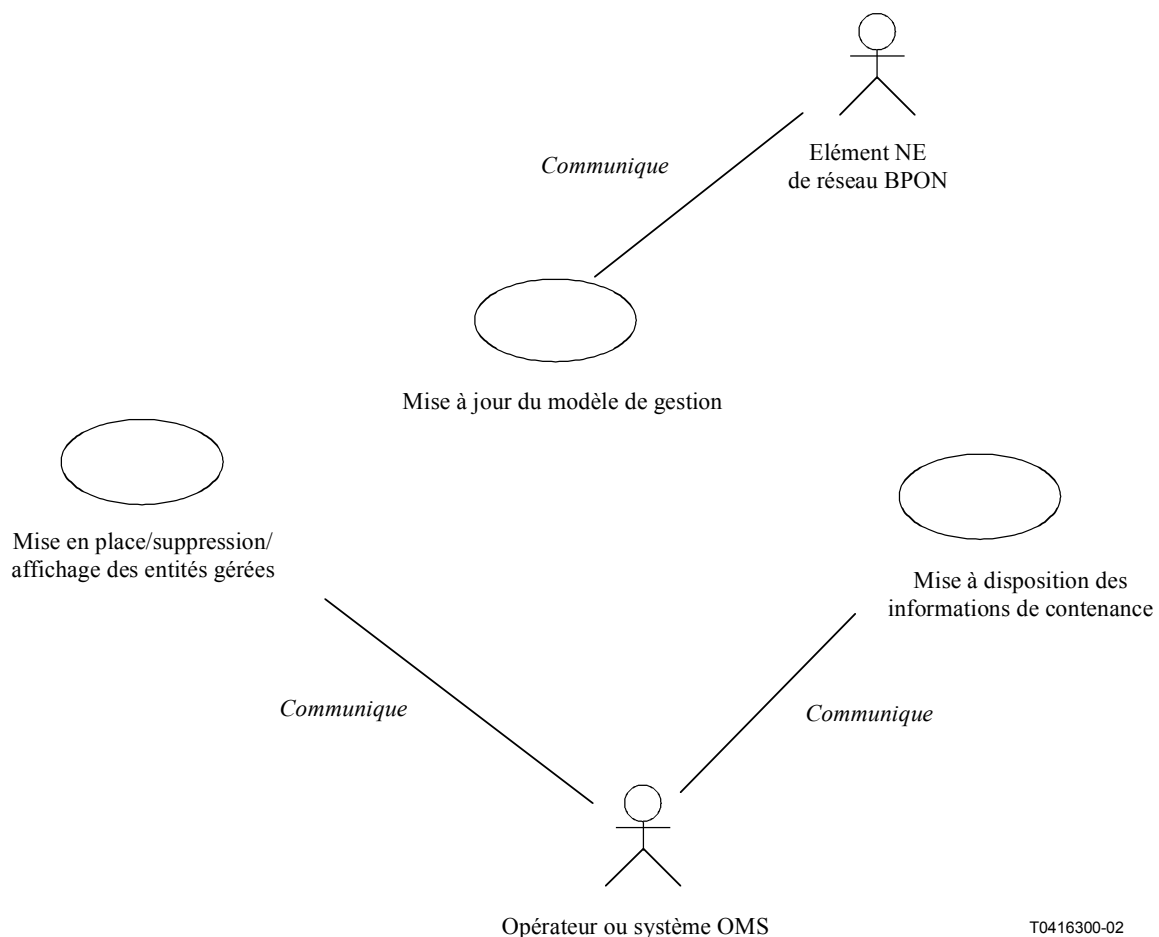 Elément NE
de réseau BPON
Communique
Mise à jour du modèle de gestion
Mise en place/suppression/
affichage des entités gérées
Mise à disposition des
informations de contenance
Communique
Communique
Opérateur ou système OMS
T0416300-02